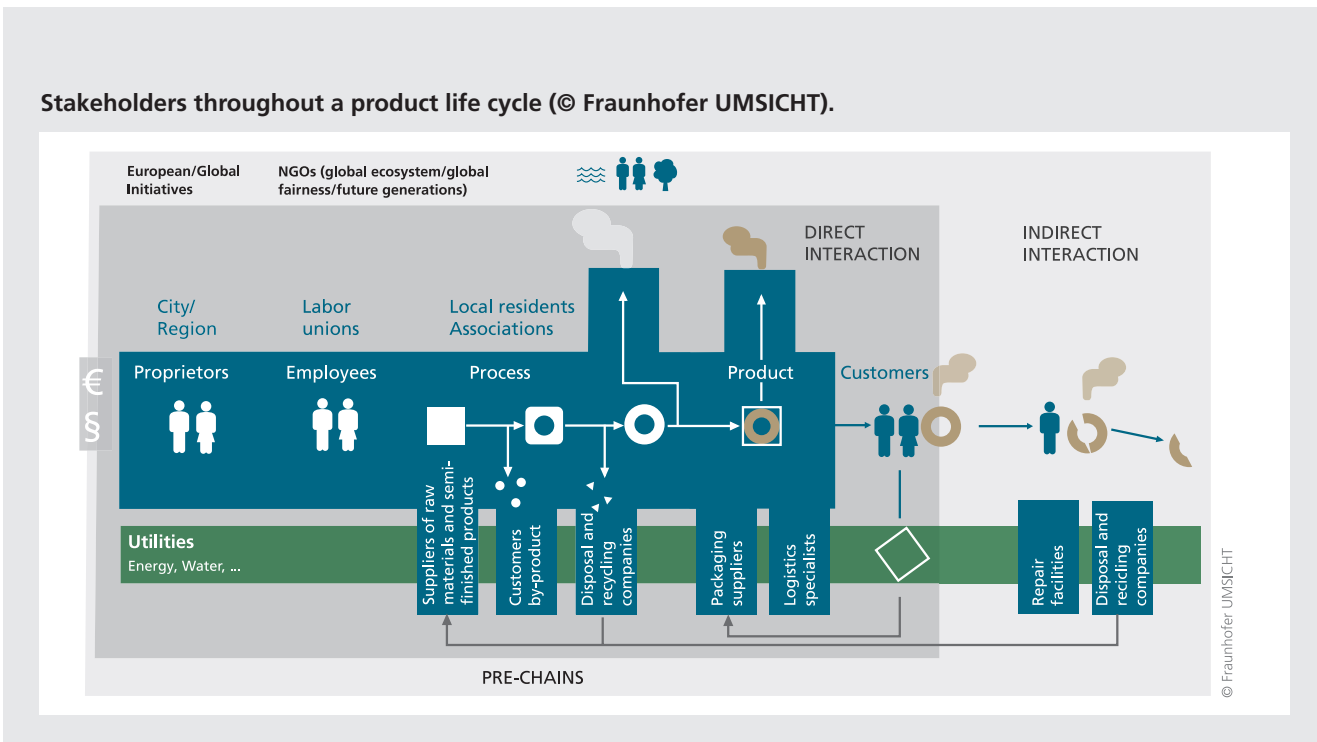 Stakeholders throughout a product life cycle (© Fraunhofer UMSICHT).
European/Global
Initiatives
NGOs (global ecosystem/global
fairness/future generations)
DIRECT
INTERACTION
INDIRECT
INTERACTION
City/
Region
Labor
unions
Local residents
Associations
€
§
Proprietors
Employees
Process
Product
Customers
Utilities
Energy, Water, ...
Suppliers of raw
materials and semi-
finished products
Customers
by-product
Disposal and
recycling
companies
Packaging
suppliers
Logistics
specialists
Repair
facilities
Disposal and
reicling
companies
PRE-CHAINS
© Fraunhofer UMSICHT